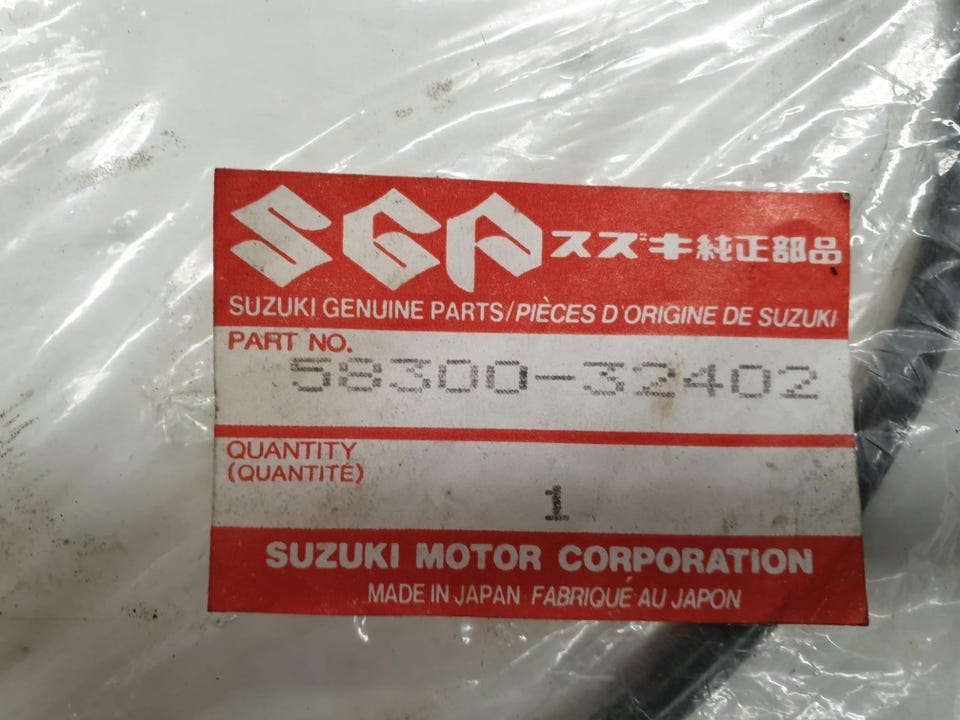 SGP スズキ純正部品
SUZUKI GENUINE PARTS/PIÈCES D'ORIGINE DE SUZUKI
PART NO.
58300-32402
QUANTITY
(QUANTITÉ)
1
SUZUKI MOTOR CORPORATION
MADE IN JAPAN FABRIQUÉ AU JAPON